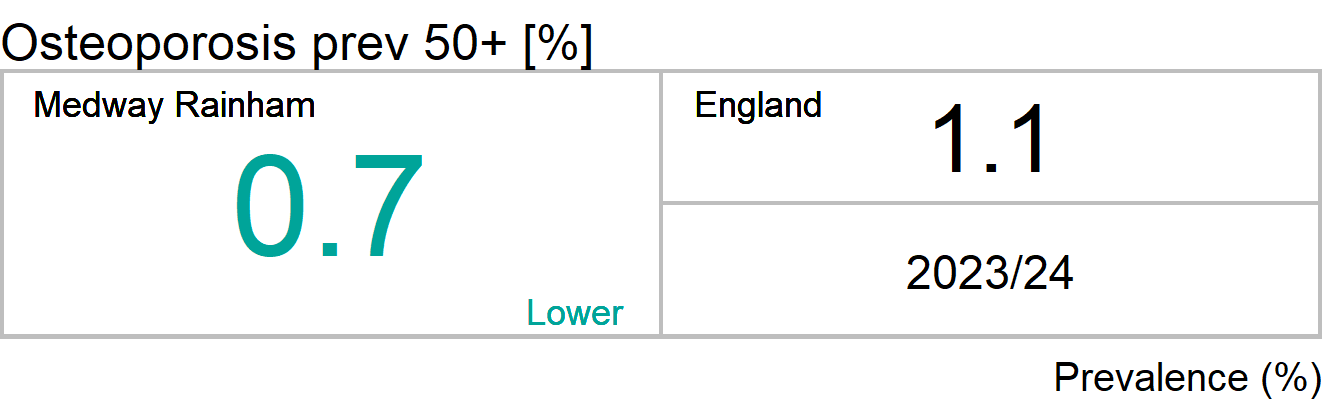 Osteoporosis prev 50+ [%]
Medway Rainham
0.7
Lower
England
1.1
2023/24
Prevalence (%)